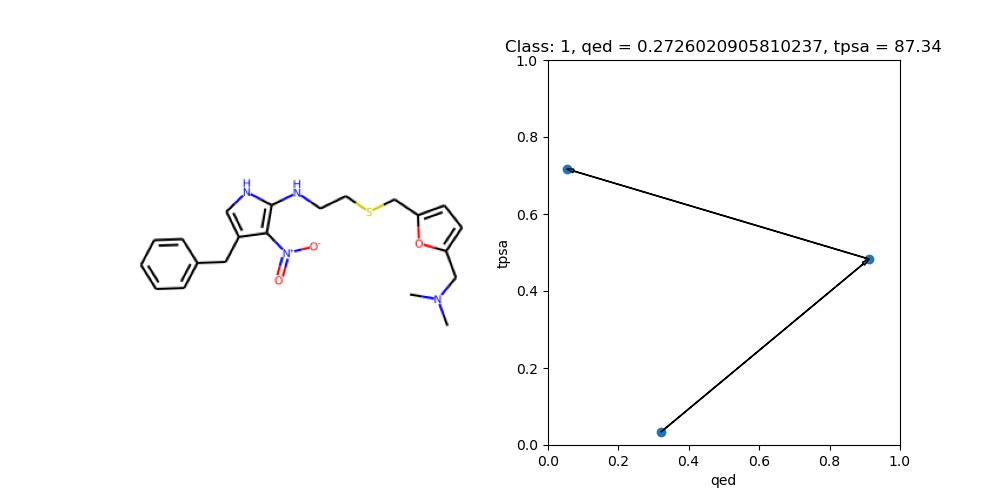 Class: 1, qed = 0.2726020905810237, tpsa = 87.34
1.0
0.8
0.6
0.4
0.2
0.0
tpsa
0.0 0.2 0.4 0.6 0.8 1.0
qed
H
N
H
N
S
N+ O-
O
O
N